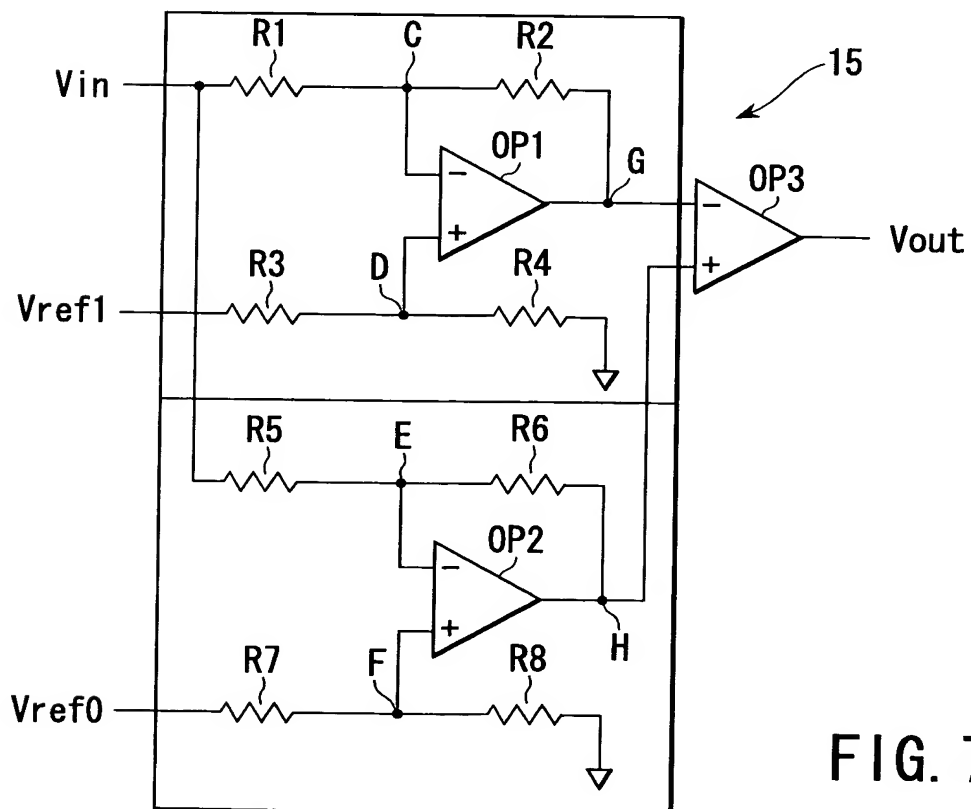 R1 C R2
Vin
15
OP1
G
OP3
−
−
+
+
Vout
R3 D R4
Vref1
R5 E R6
OP2
−
+
H
R7 F R8
Vref0
FIG. 7